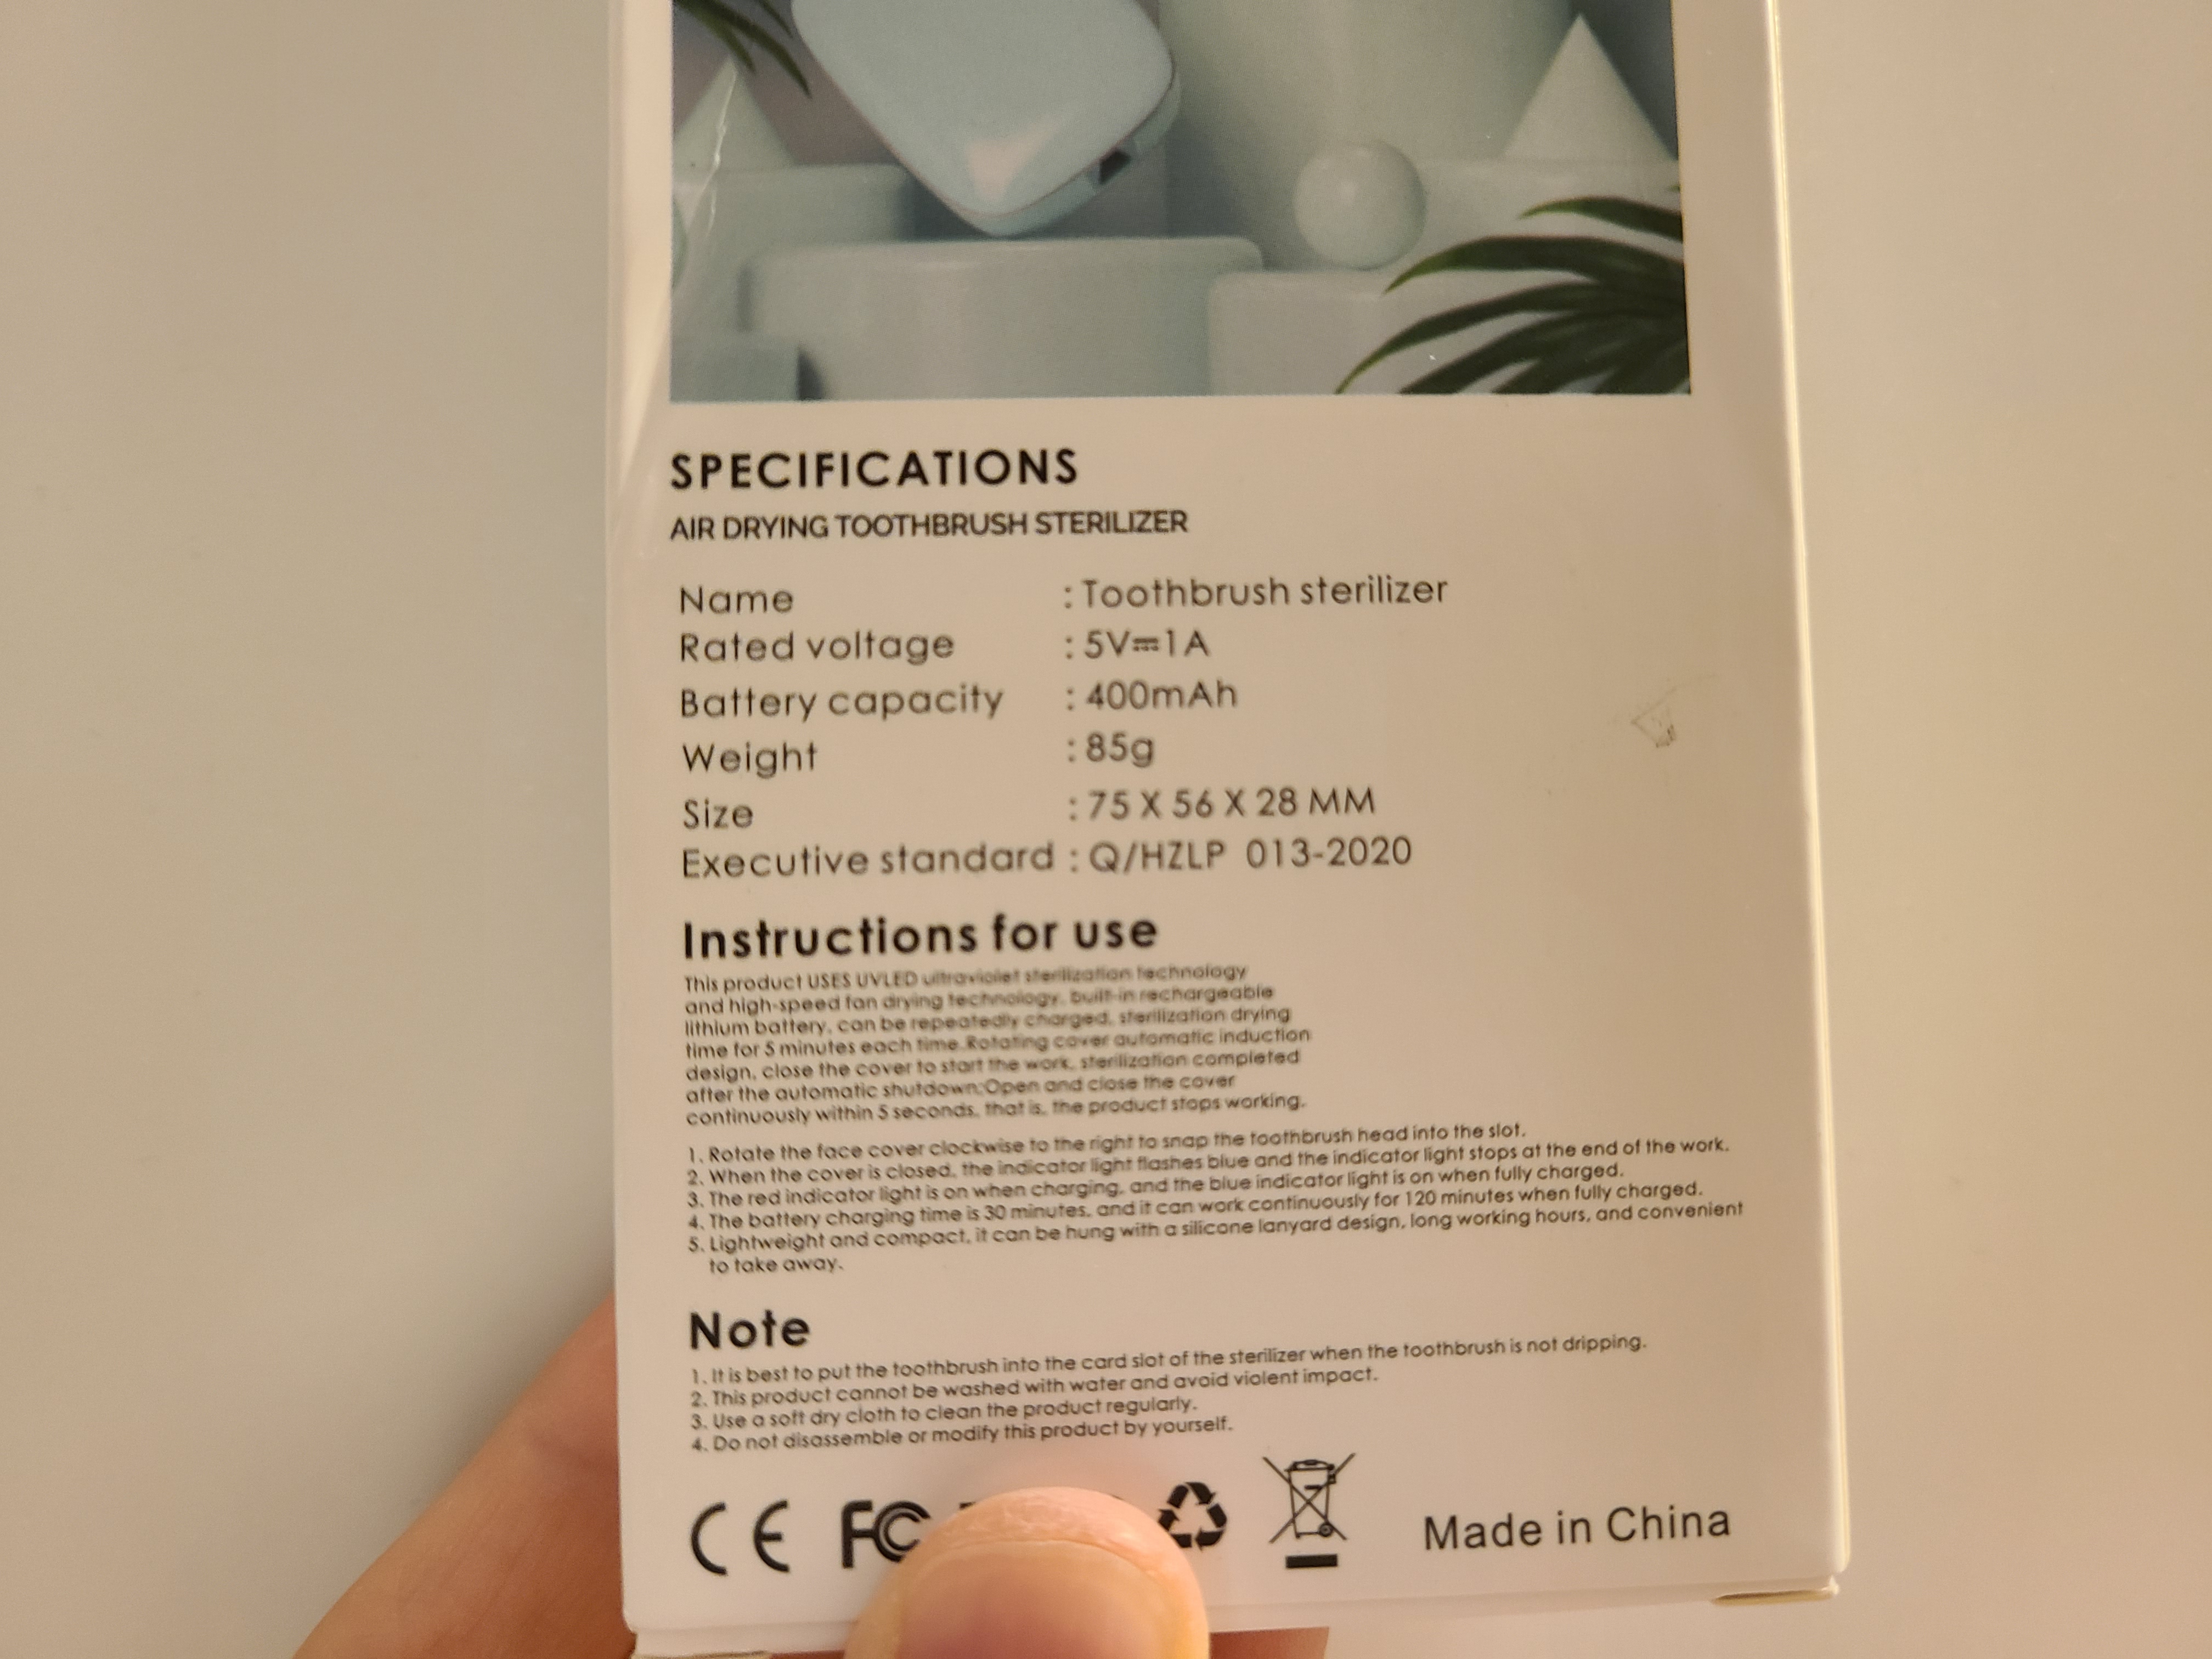 SPECIFICATIONS
AIR DRYING TOOTHBRUSH STERILIZER
Name : Toothbrush sterilizer
Rated voltage : 5V⎓1A
Battery capacity : 400mAh
Weight : 85g
Size : 75 X 56 X 28 MM
Executive standard : Q/HZLP 013-2020
Instructions for use
This product USES UVLED ultraviolet sterilization technology
and high-speed fan drying technology, built-in rechargeable
lithium battery, can be repeatedly charged, sterilization drying
time for 5 minutes each time.Rotating cover automatic induction
design, close the cover to start the work, sterilization completed
after the automatic shutdown;Open and close the cover
continuously within 5 seconds, that is, the product stops working.
1. Rotate the face cover clockwise to the right to snap the toothbrush head into the slot.
2. When the cover is closed, the indicator light flashes blue and the indicator light stops at the end of the work.
3. The red indicator light is on when charging, and the blue indicator light is on when fully charged.
4. The battery charging time is 30 minutes, and it can work continuously for 120 minutes when fully charged.
5. Lightweight and compact, it can be hung with a silicone lanyard design, long working hours, and convenient
to take away.
Note
1. It is best to put the toothbrush into the card slot of the sterilizer when the toothbrush is not dripping.
2. This product cannot be washed with water and avoid violent impact.
3. Use a soft dry cloth to clean the product regularly.
4. Do not disassemble or modify this product by yourself.
CE FC Made in China